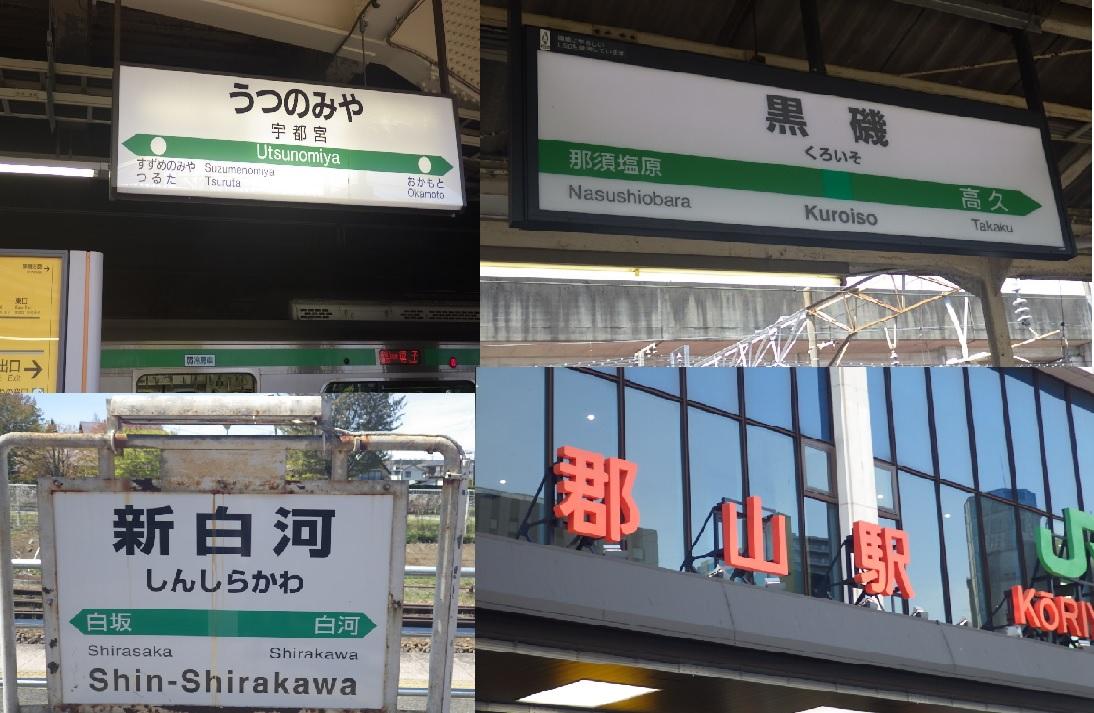 うつのみや
宇都宮
Utsunomiya
すずめのみや Suzumenomiya
つるた Tsuruta
おかもと
Okamoto
出口
Exit
黒磯
くろいそ
那須塩原
高久
Nasushiobara
Kuroiso
Takaku
新白河
しんしらかわ
白坂
白河
Shirasaka
Shirakawa
Shin-Shirakawa
郡山駅
JR
KŌRIY